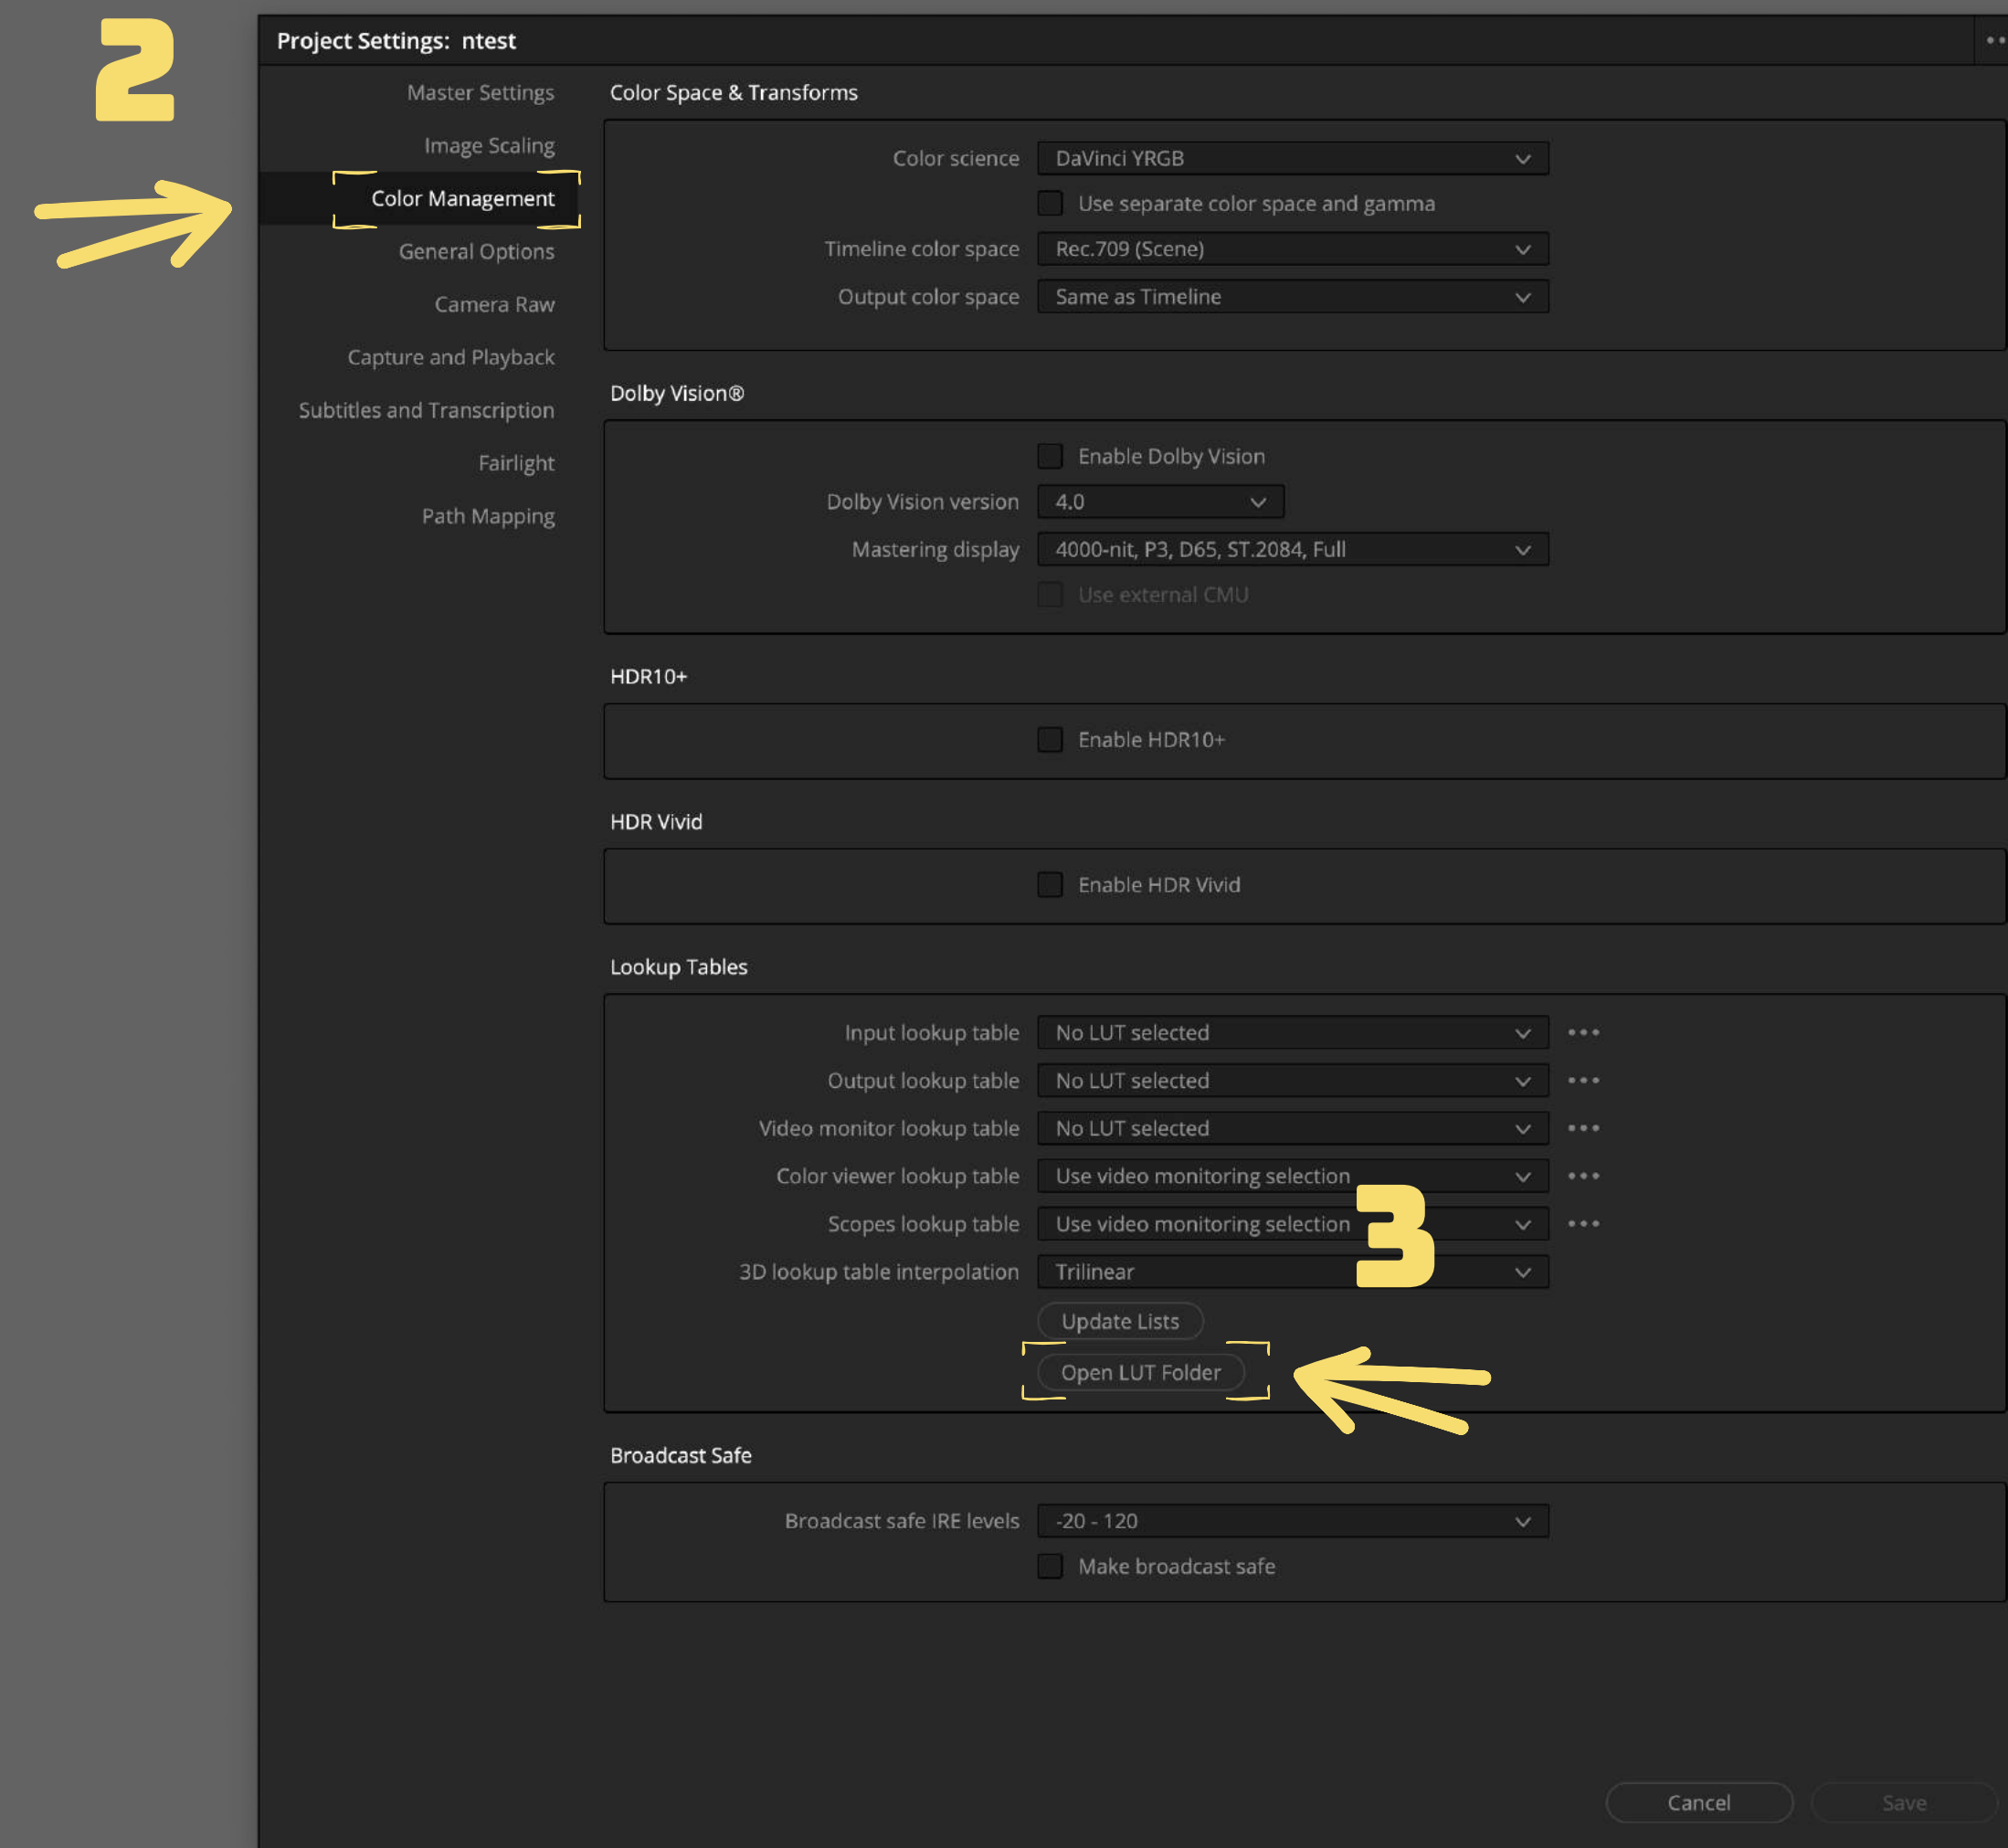 2
Project Settings: ntest
Master Settings
Image Scaling
Color Management
General Options
Camera Raw
Capture and Playback
Subtitles and Transcription
Fairlight
Path Mapping
Color Space & Transforms
Color science DaVinci YRGB
Use separate color space and gamma
Timeline color space Rec.709 (Scene)
Output color space Same as Timeline
Dolby Vision®
Enable Dolby Vision
Dolby Vision version 4.0
Mastering display 4000-nit, P3, D65, ST.2084, Full
Use external CMU
HDR10+
Enable HDR10+
HDR Vivid
Enable HDR Vivid
Lookup Tables
Input lookup table No LUT selected
Output lookup table No LUT selected
Video monitor lookup table No LUT selected
Color viewer lookup table Use video monitoring selection
Scopes lookup table Use video monitoring selection
3
3D lookup table interpolation Trilinear
Update Lists
Open LUT Folder
Broadcast Safe
Broadcast safe IRE levels -20 - 120
Make broadcast safe
Cancel Save